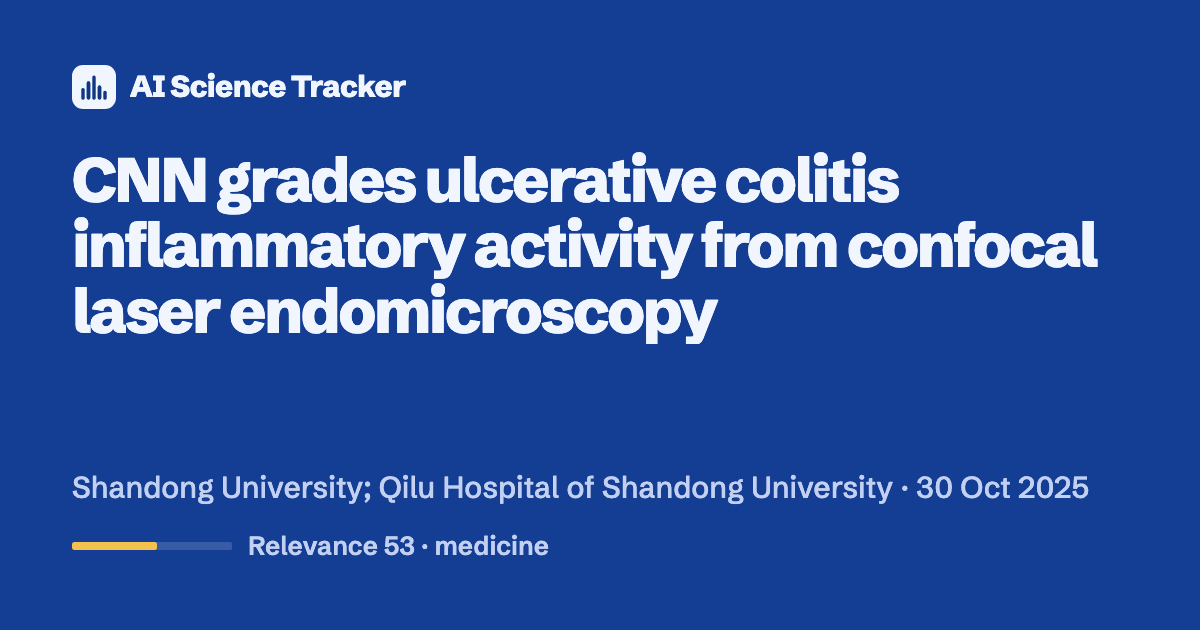 AI Science Tracker
CNN grades ulcerative colitis
inflammatory activity from confocal
laser endomicroscopy
Shandong University; Qilu Hospital of Shandong University · 30 Oct 2025
Relevance 53 · medicine